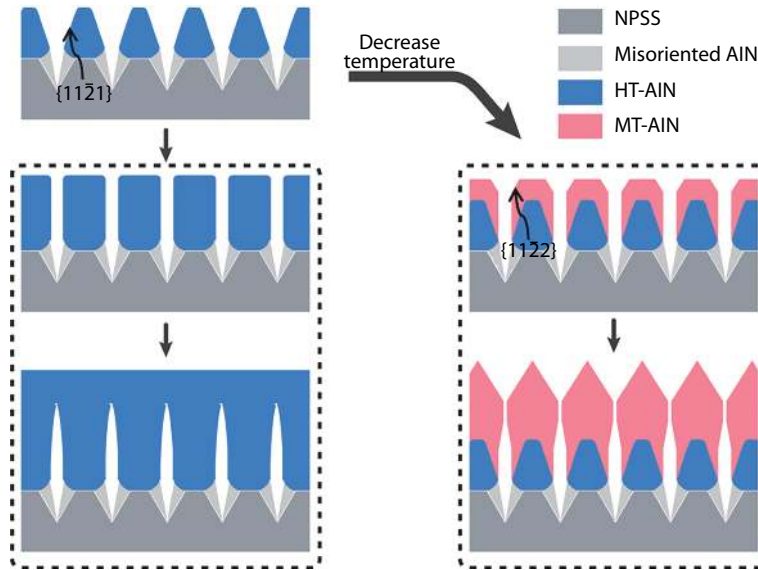 {112̄1}
Decrease
temperature
NPSS
Misoriented AlN
HT-AlN
MT-AlN
{112̄2}